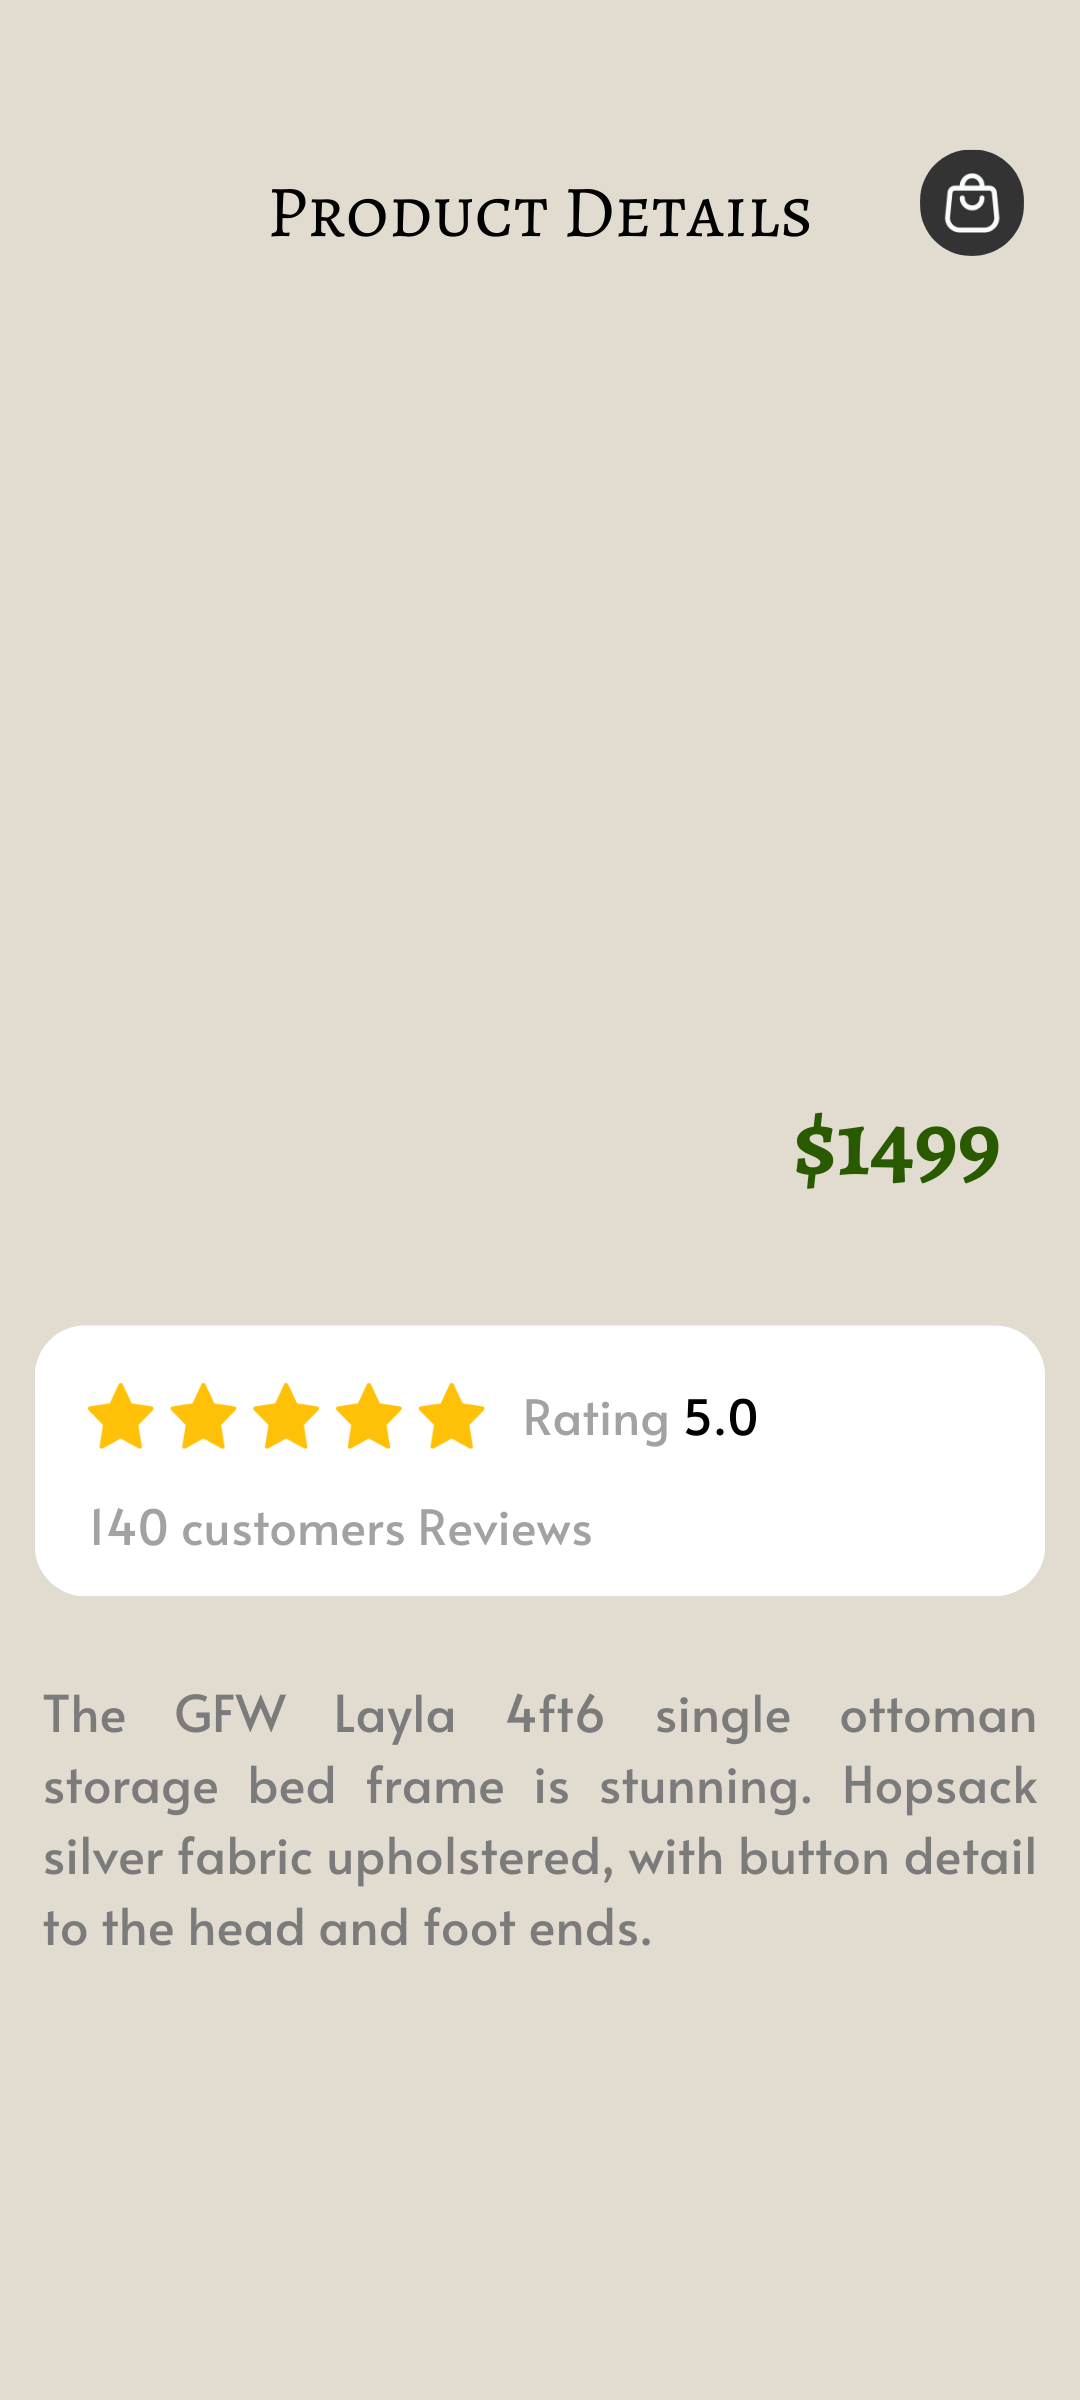 Product Details
$1499
Rating 5.0
140 customers Reviews
The GFW Layla 4ft6 single ottoman
storage bed frame is stunning. Hopsack
silver fabric upholstered, with button detail
to the head and foot ends.